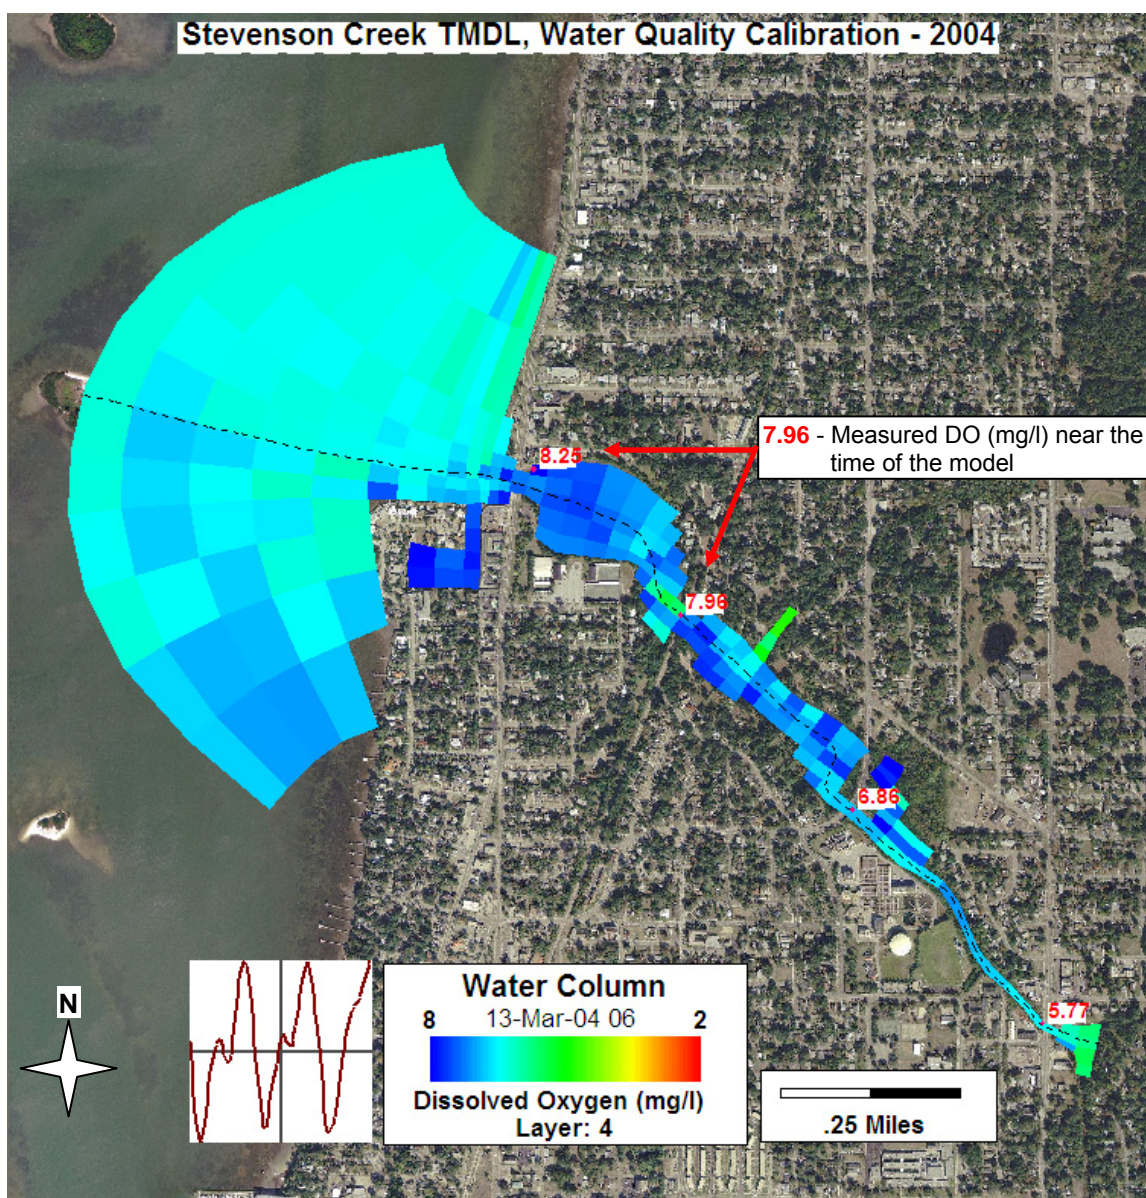 Stevenson Creek TMDL, Water Quality Calibration - 2004
8.25
7.96 - Measured DO (mg/l) near the
time of the model
7.96
6.86
5.77
N
Water Column
8 13-Mar-04 06 2
Dissolved Oxygen (mg/l)
Layer: 4
.25 Miles